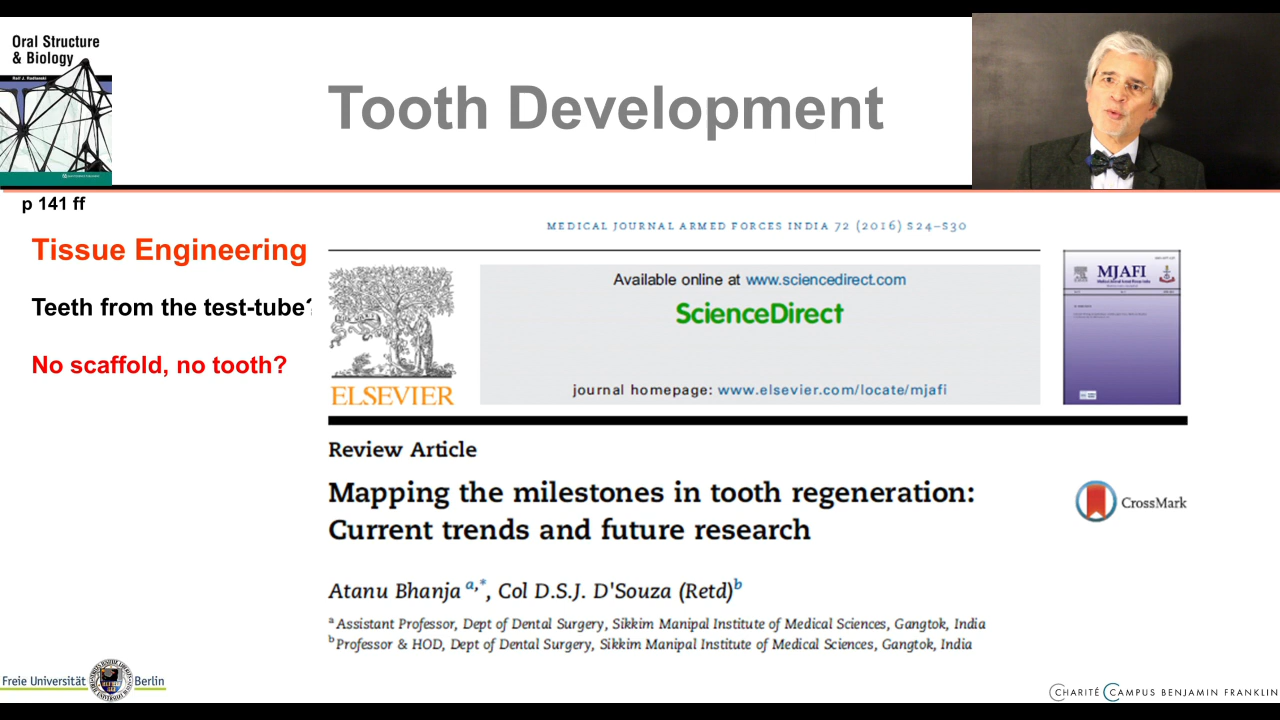 Oral Structure
& Biology
Ralf J. Radlanski
Tooth Development
p 141 ff
Tissue Engineering
Teeth from the test-tube?
No scaffold, no tooth?
MEDICAL JOURNAL ARMED FORCES INDIA 72 (2016) S24–S30
Available online at www.sciencedirect.com
ScienceDirect
journal homepage: www.elsevier.com/locate/mjafi
ELSEVIER
MJAFI
Review Article
Mapping the milestones in tooth regeneration:
Current trends and future research
CrossMark
Atanu Bhanja a,*, Col D.S.J. D'Souza (Retd) b
a Assistant Professor, Dept of Dental Surgery, Sikkim Manipal Institute of Medical Sciences, Gangtok, India
b Professor & HOD, Dept of Dental Surgery, Sikkim Manipal Institute of Medical Sciences, Gangtok, India
Freie Universität Berlin
CHARITÉ CAMPUS BENJAMIN FRANKLIN